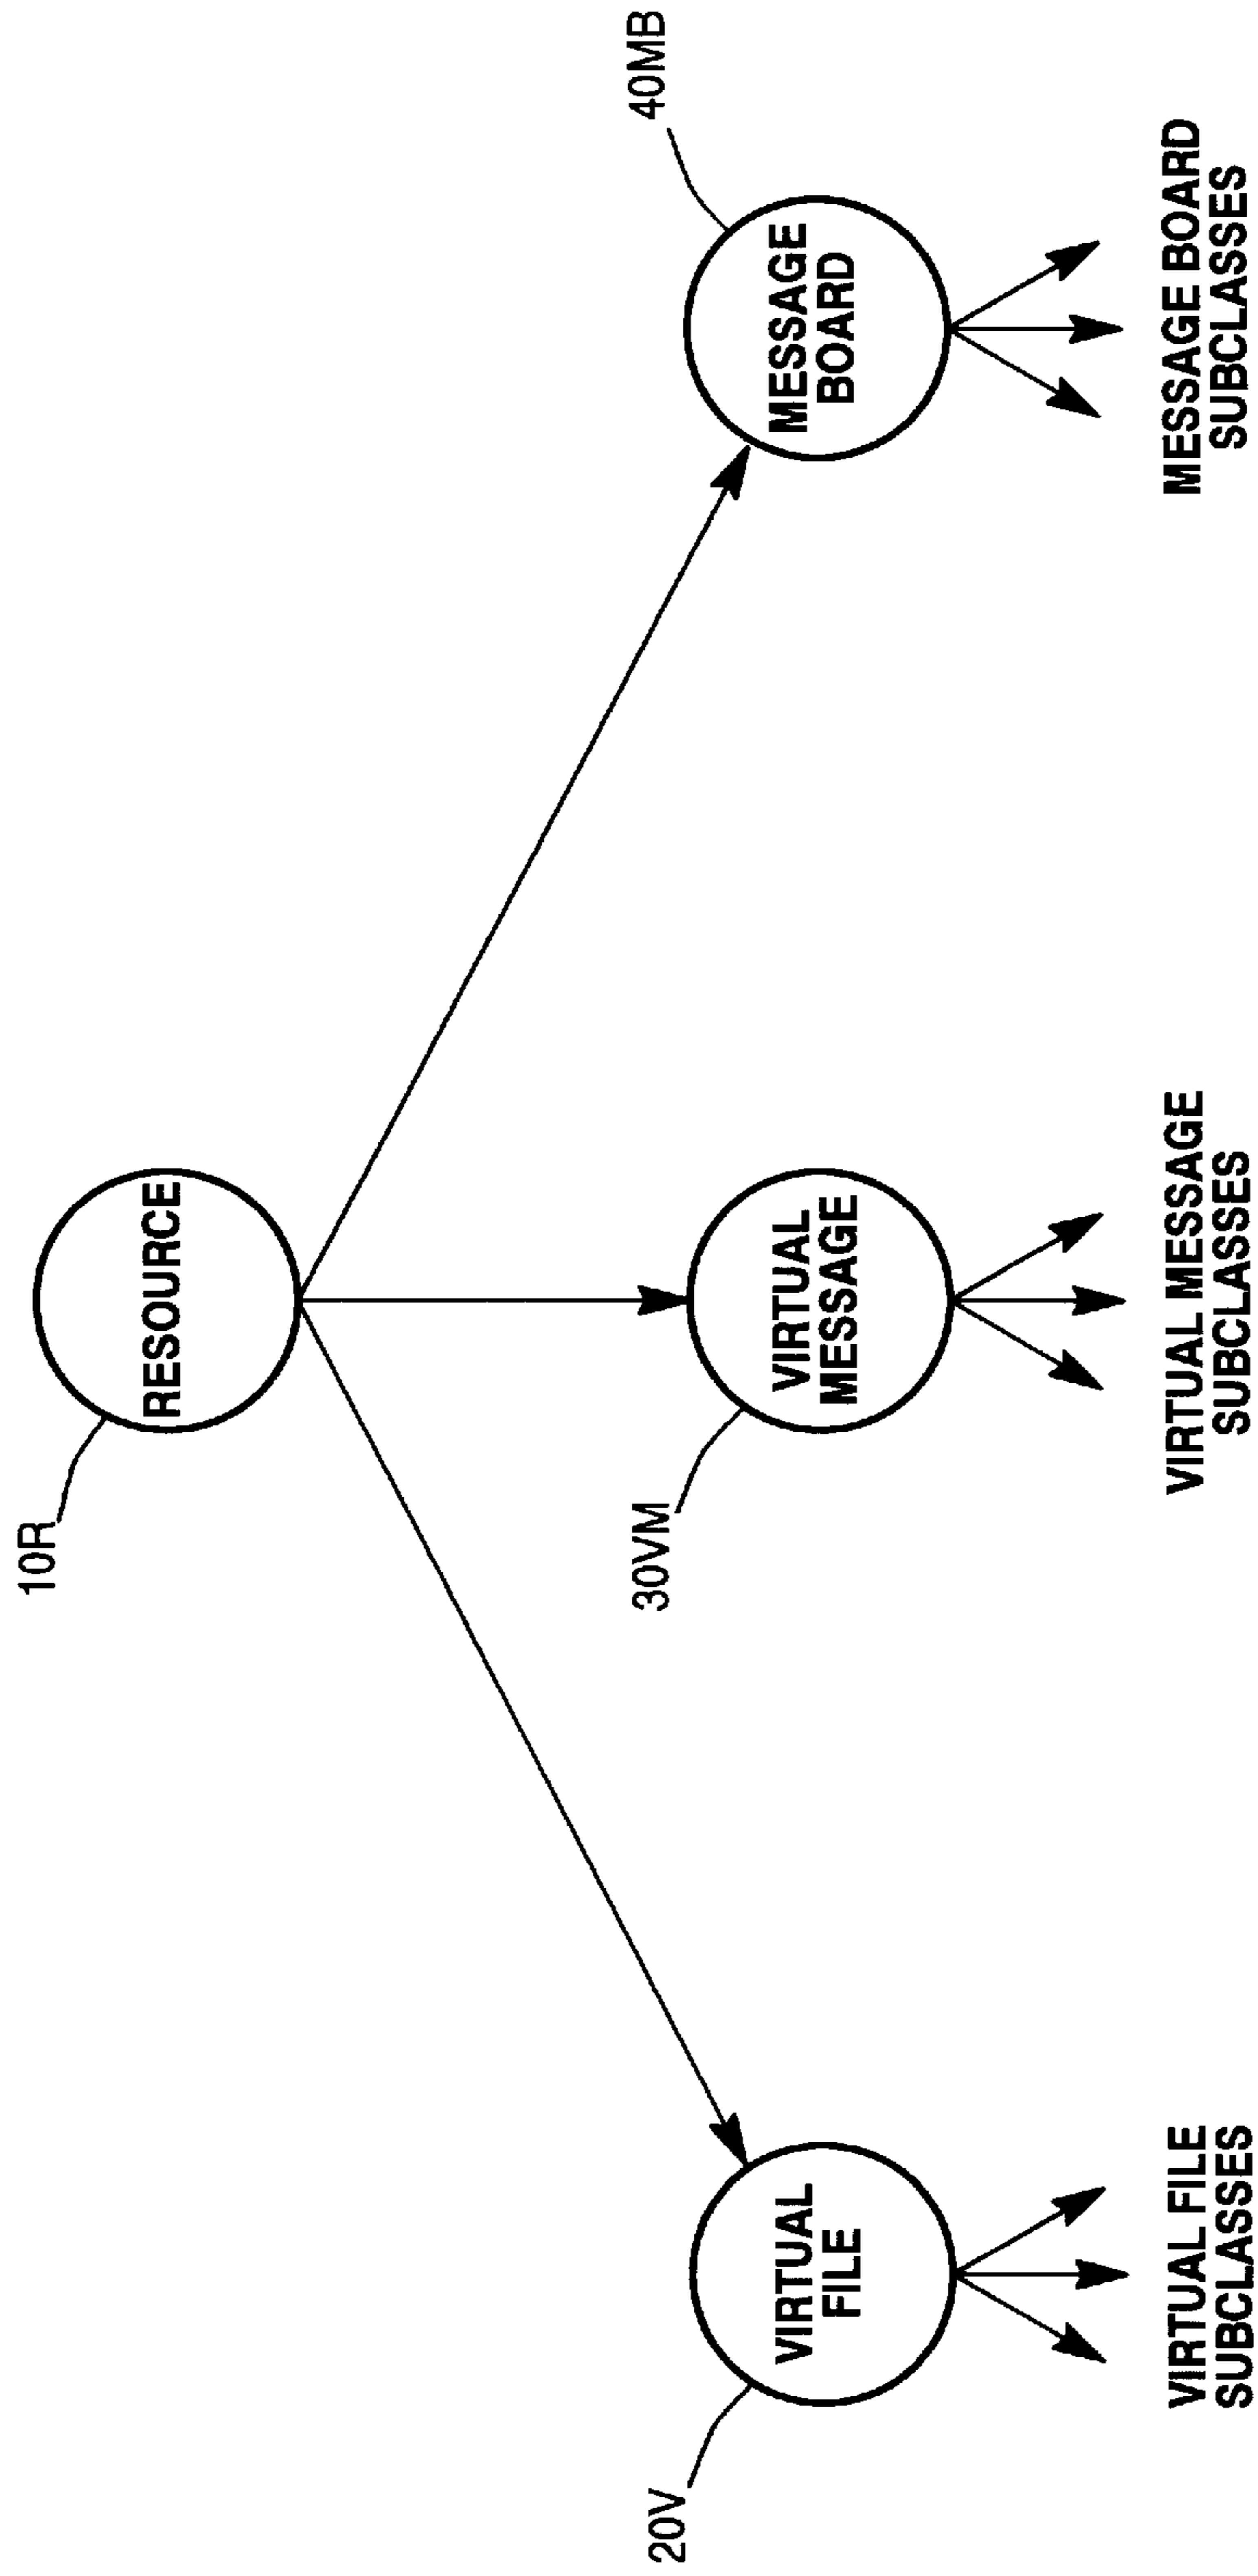 10R
RESOURCE
20V
VIRTUAL
FILE
30VM
VIRTUAL
MESSAGE
40MB
MESSAGE
BOARD
VIRTUAL FILE
SUBCLASSES
VIRTUAL MESSAGE
SUBCLASSES
MESSAGE BOARD
SUBCLASSES